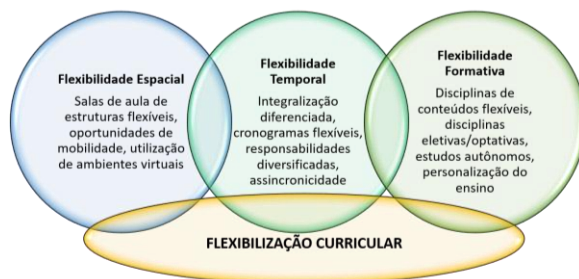 Flexibilidade Espacial
Salas de aula de
estruturas flexíveis,
oportunidades de
mobilidade, utilização
de ambientes virtuais
Flexibilidade
Temporal
Integralização
diferenciada,
cronogramas flexíveis,
responsabilidades
diversificadas,
assincronicidade
Flexibilidade
Formativa
Disciplinas de
conteúdos flexíveis,
disciplinas
eletivas/optativas,
estudos autônomos,
personalização do
ensino
FLEXIBILIZAÇÃO CURRICULAR